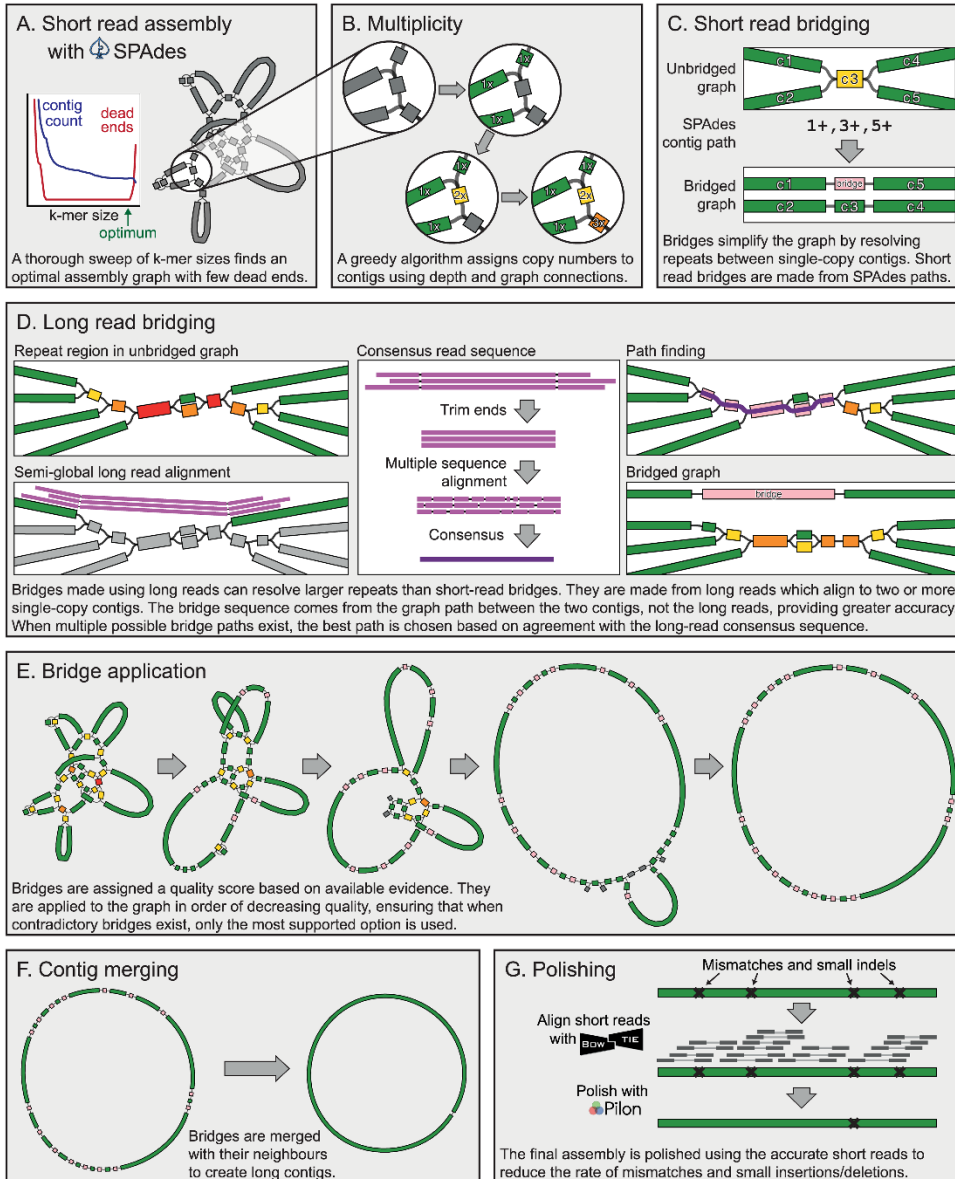 A. Short read assembly
with SPAdes
contig
count
dead
ends
k-mer size
optimum
A thorough sweep of k-mer sizes finds an
optimal assembly graph with few dead ends.
B. Multiplicity
1x
1x
1x
1x
1x
2x
1x
1x
1x
2x
1x
3x
A greedy algorithm assigns copy numbers to
contigs using depth and graph connections.
C. Short read bridging
Unbridged
graph
c1
c4
c3
c2
c5
SPAdes
contig path
1+,3+,5+
Bridged
graph
c1
bridge
c5
c2
c3
c4
Bridges simplify the graph by resolving
repeats between single-copy contigs. Short
read bridges are made from SPAdes paths.
D. Long read bridging
Repeat region in unbridged graph
Semi-global long read alignment
Consensus read sequence
Trim ends
Multiple sequence
alignment
Consensus
Path finding
Bridged graph
bridge
Bridges made using long reads can resolve larger repeats than short-read bridges. They are made from long reads which align to two or more
single-copy contigs. The bridge sequence comes from the graph path between the two contigs, not the long reads, providing greater accuracy
When multiple possible bridge paths exist, the best path is chosen based on agreement with the long-read consensus sequence.
E. Bridge application
Bridges are assigned a quality score based on available evidence. They
are applied to the graph in order of decreasing quality, ensuring that when
contradictory bridges exist, only the most supported option is used.
F. Contig merging
Bridges are merged
with their neighbours
to create long contigs.
G. Polishing
Mismatches and small indels
Align short reads
with BOW TIE
Polish with
Pilon
The final assembly is polished using the accurate short reads to
reduce the rate of mismatches and small insertions/deletions.